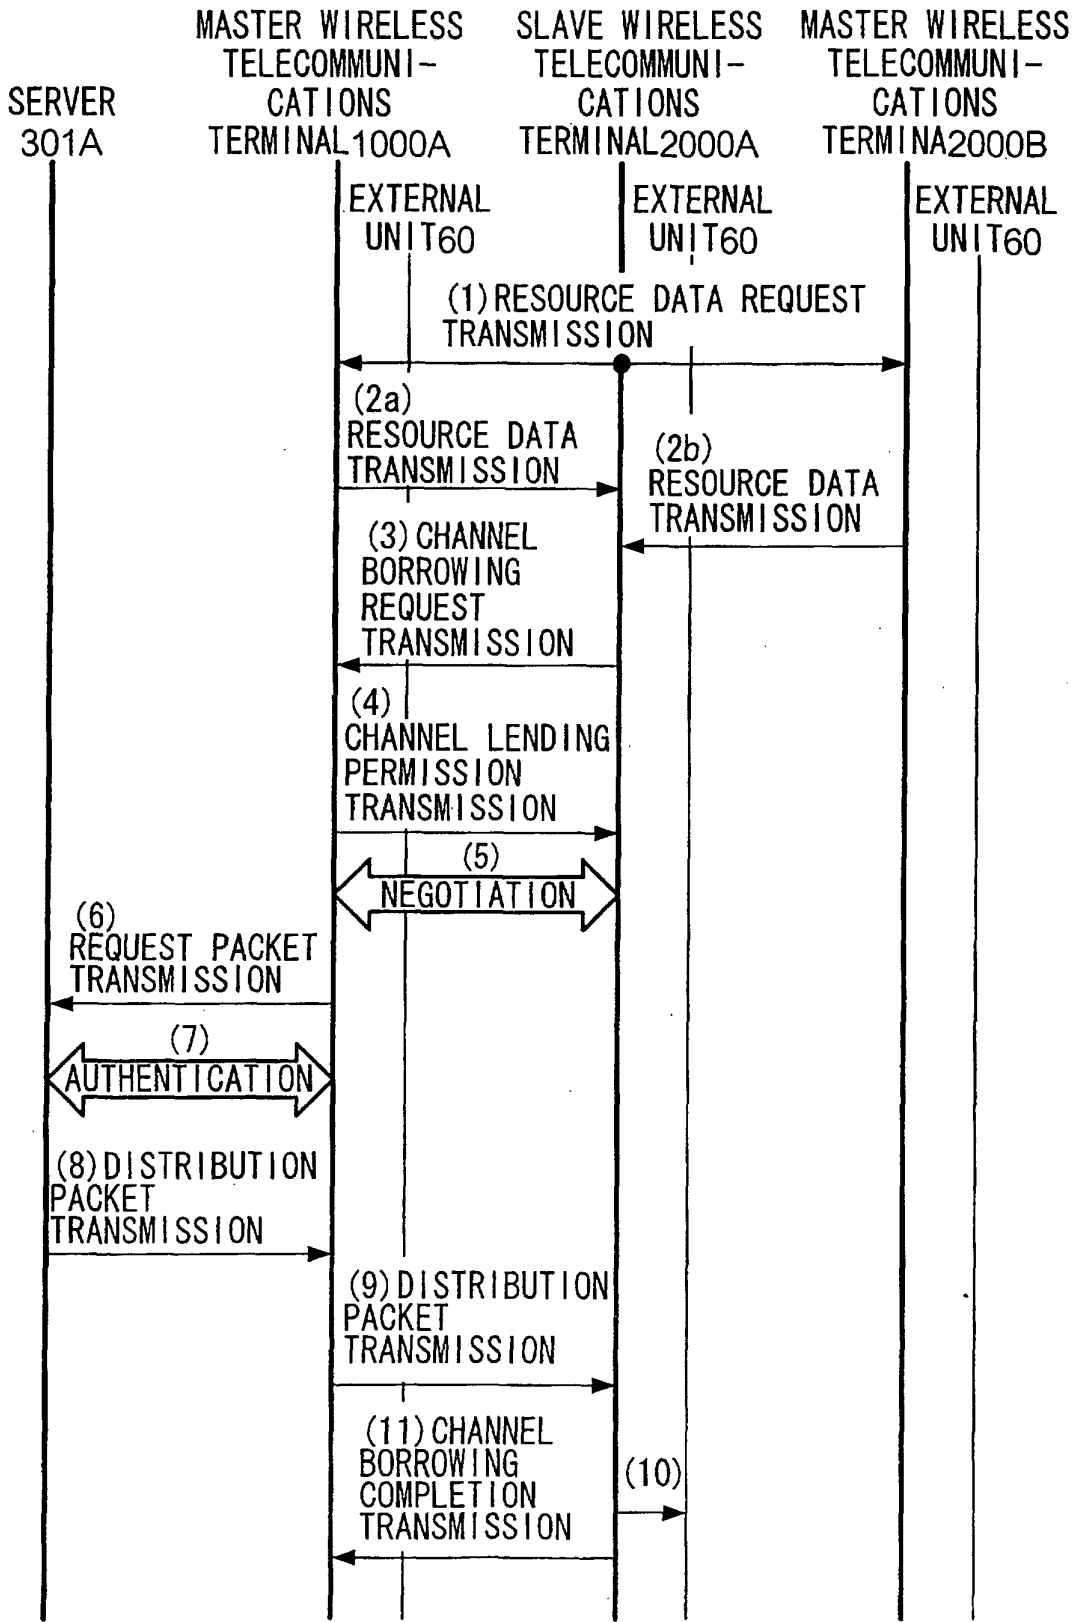 MASTER WIRELESS
TELECOMMUNI-
CATIONS
TERMINAL1000A
SLAVE WIRELESS
TELECOMMUNI-
CATIONS
TERMINAL2000A
MASTER WIRELESS
TELECOMMUNI-
CATIONS
TERMINA2000B
SERVER
301A
EXTERNAL
UNIT60
EXTERNAL
UNIT60
EXTERNAL
UNIT60
(1)RESOURCE DATA REQUEST
TRANSMISSION
(2a)
RESOURCE DATA
TRANSMISSION
(2b)
RESOURCE DATA
TRANSMISSION
(3)CHANNEL
BORROWING
REQUEST
TRANSMISSION
(4)
CHANNEL LENDING
PERMISSION
TRANSMISSION
(5)
NEGOTIATION
(6)
REQUEST PACKET
TRANSMISSION
(7)
AUTHENTICATION
(8)DISTRIBUTION
PACKET
TRANSMISSION
(9)DISTRIBUTION
PACKET
TRANSMISSION
(11)CHANNEL
BORROWING
COMPLETION
TRANSMISSION
(10)